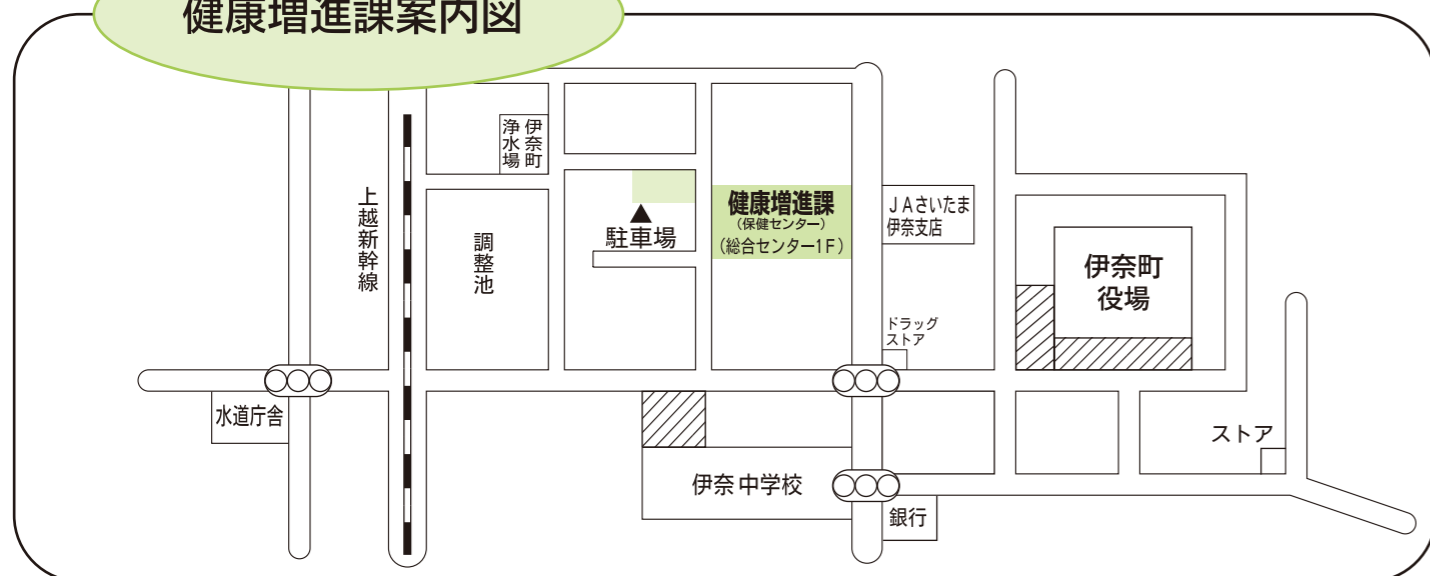 健康増進課案内図
伊奈町
浄水場
上越新幹線
調整池
駐車場
健康増進課
（保健センター）
（総合センター1F）
JAさいたま
伊奈支店
伊奈町
役場
ドラッグ
ストア
水道庁舎
伊奈中学校
銀行
ストア